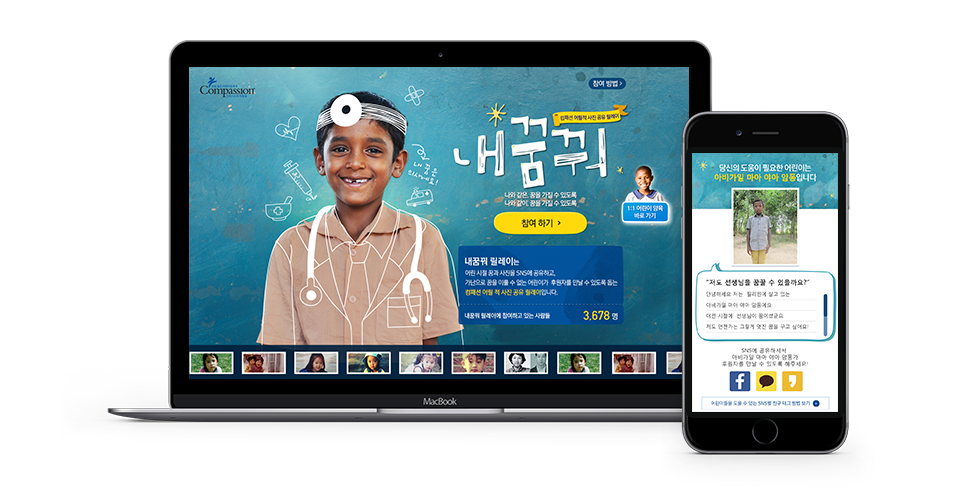 Compassion
참여 방법 >
컴패션 어릴적 사진 공유 릴레이
내꿈꿔
나와 같은, 꿈을 가질 수 있도록
나와 같이, 꿈을 가질 수 있도록
참여 하기 >
1:1 어린이 양육
바로 가기
내 꿈은
의사예요!
내꿈꿔 릴레이는
어린 시절 꿈과 사진을 SNS에 공유하고,
가난으로 꿈을 이룰 수 없는 어린이가 후원자를 만날 수 있도록 돕는
컴패션 어릴 적 사진 공유 릴레이입니다.
내꿈꿔 릴레이에 참여하고 있는 사람들 3,678 명
MacBook
당신의 도움이 필요한 어린이는,
아비가일 마아 아아 암퐁입니다
"저도 선생님을 꿈꿀 수 있을까요?"
안녕하세요 저는 필리핀에 살고 있는
아비가일 마아 아아 암퐁예요
어린 시절에 선생님이 꿈이셨군요
저도 언젠가는 그렇게 멋진 꿈을 꾸고 싶어요!
SNS에 공유하셔서
아비가일 마아 아아 암퐁가
후원자를 만날 수 있도록 해주세요!
어린이들을 도울 수 있는 SNS별 친구 태그 방법 보기